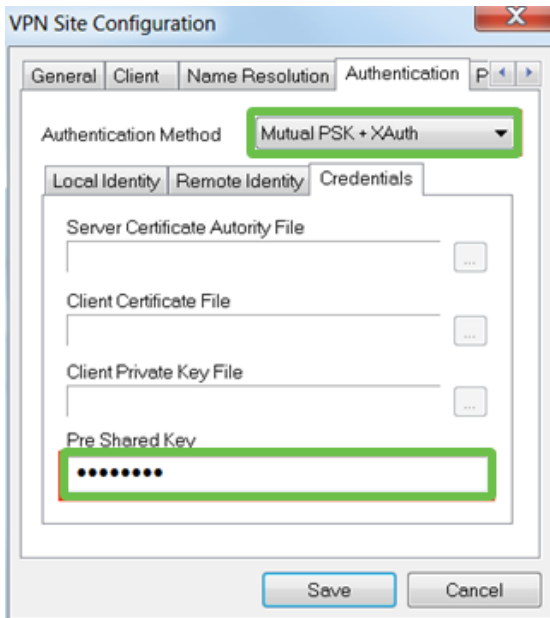 VPN Site Configuration
General Client Name Resolution Authentication P
Authentication Method Mutual PSK + XAuth
Local Identity Remote Identity Credentials
Server Certificate Autority File
...
Client Certificate File
...
Client Private Key File
...
Pre Shared Key
••••••••
Save Cancel